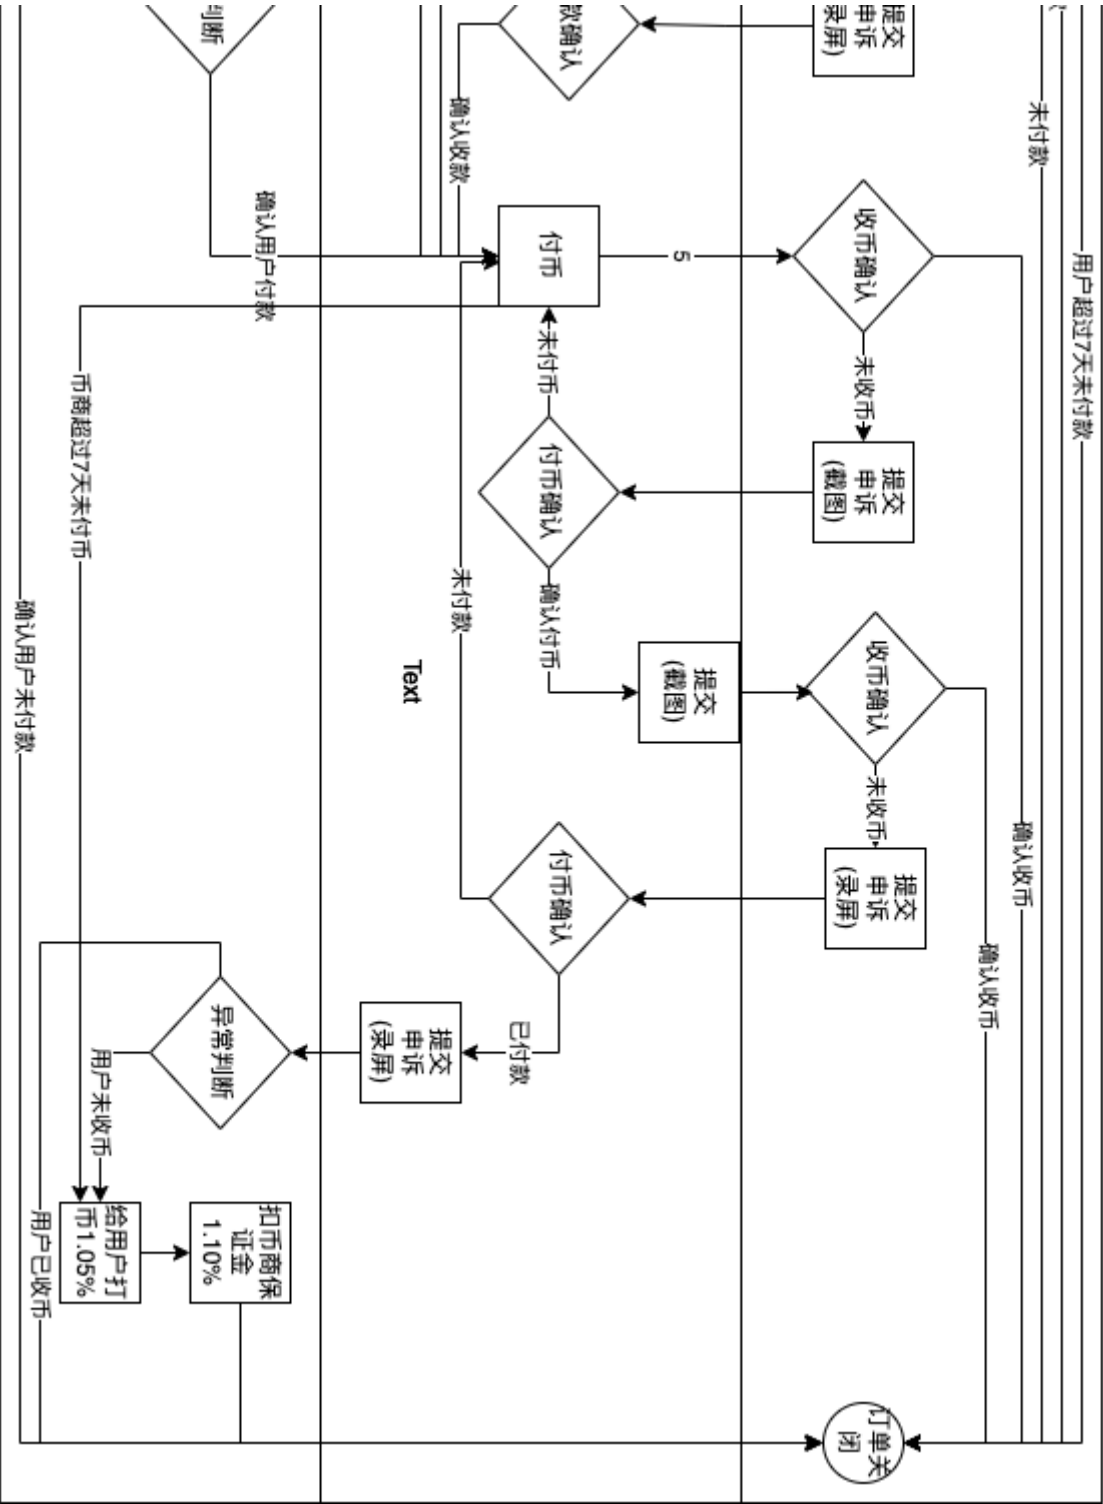 用户超过7天未付款
未付款
确认收币
确认收币
提交
申诉
录屏)
收币确认
未收币
提交
申诉
(截图)
收币确认
未收币
提交
申诉
(录屏)
订单关
闭
5
款确认
确认收款
付币
未付币
付币确认
确认付币
提交
(截图)
付币确认
未付款
已付款
Text
提交
申诉
(录屏)
判断
确认用户付款
币商超过7天未付币
异常判断
用户未收币
扣币商保
证金
1.10%
给用户打
币1.05%
用户已收币
确认用户未付款